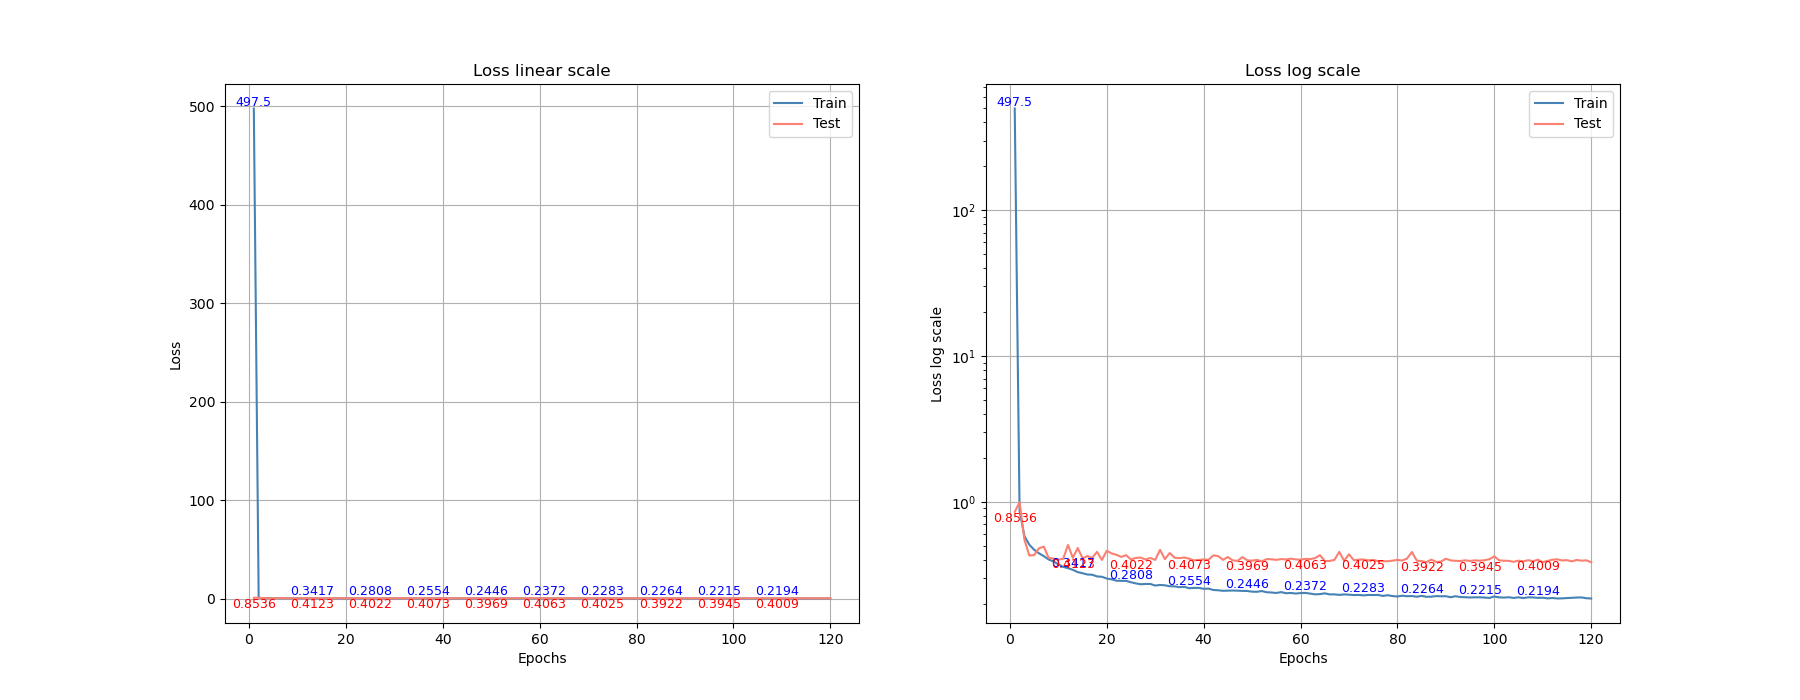 Loss linear scale
Loss
500
400
300
200
100
0
497.5
0.3417 0.2808 0.2554 0.2446 0.2372 0.2283 0.2264 0.2215 0.2194
0.8536 0.4123 0.4022 0.4073 0.3969 0.4063 0.4025 0.3922 0.3945 0.4009
Train
Test
0 20 40 60 80 100 120
Epochs
Loss log scale
Loss log scale
10²
10¹
10⁰
497.5
Train
Test
0.8536
0.3417 0.2808 0.2554 0.2446 0.2372 0.2283 0.2264 0.2215 0.2194
0.4123 0.4022 0.4073 0.3969 0.4063 0.4025 0.3922 0.3945 0.4009
0 20 40 60 80 100 120
Epochs